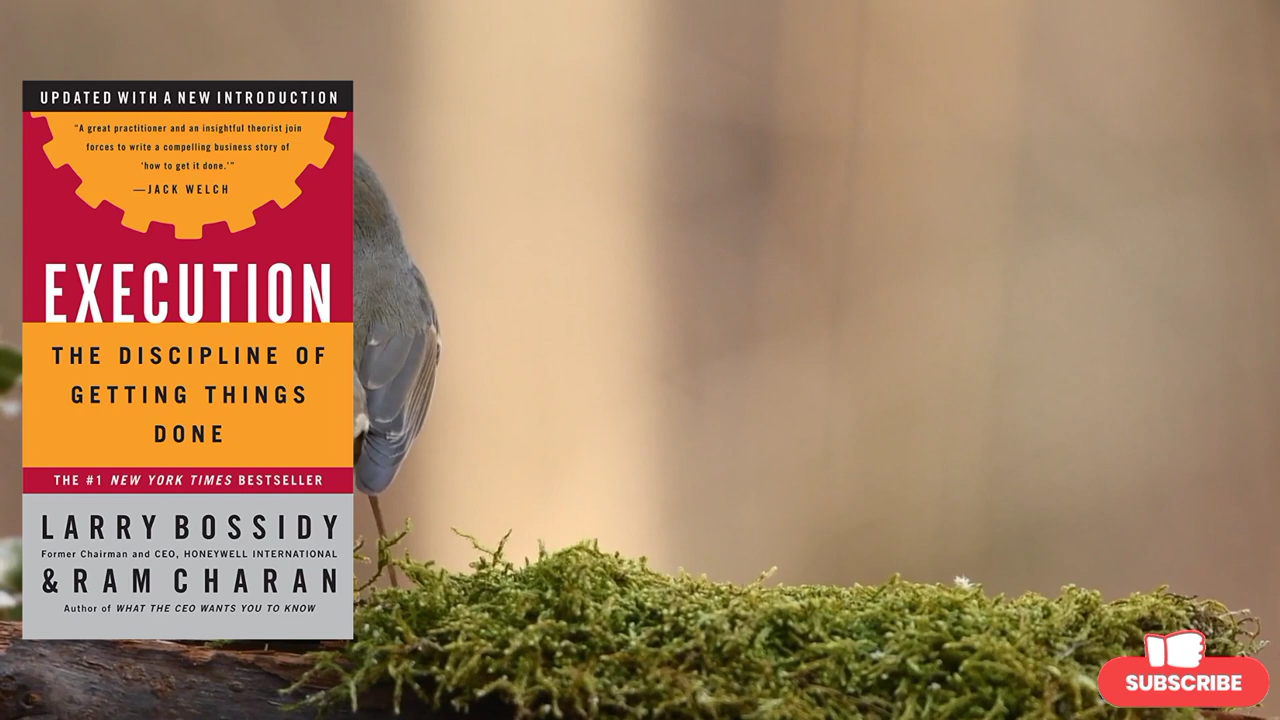 UPDATED WITH A NEW INTRODUCTION
"A great practitioner and an insightful theorist join
forces to write a compelling business story of
'how to get it done.'"
—JACK WELCH
EXECUTION
THE DISCIPLINE OF
GETTING THINGS
DONE
THE #1 NEW YORK TIMES BESTSELLER
LARRY BOSSIDY
Former Chairman and CEO, HONEYWELL INTERNATIONAL
& RAM CHARAN
Author of WHAT THE CEO WANTS YOU TO KNOW
SUBSCRIBE